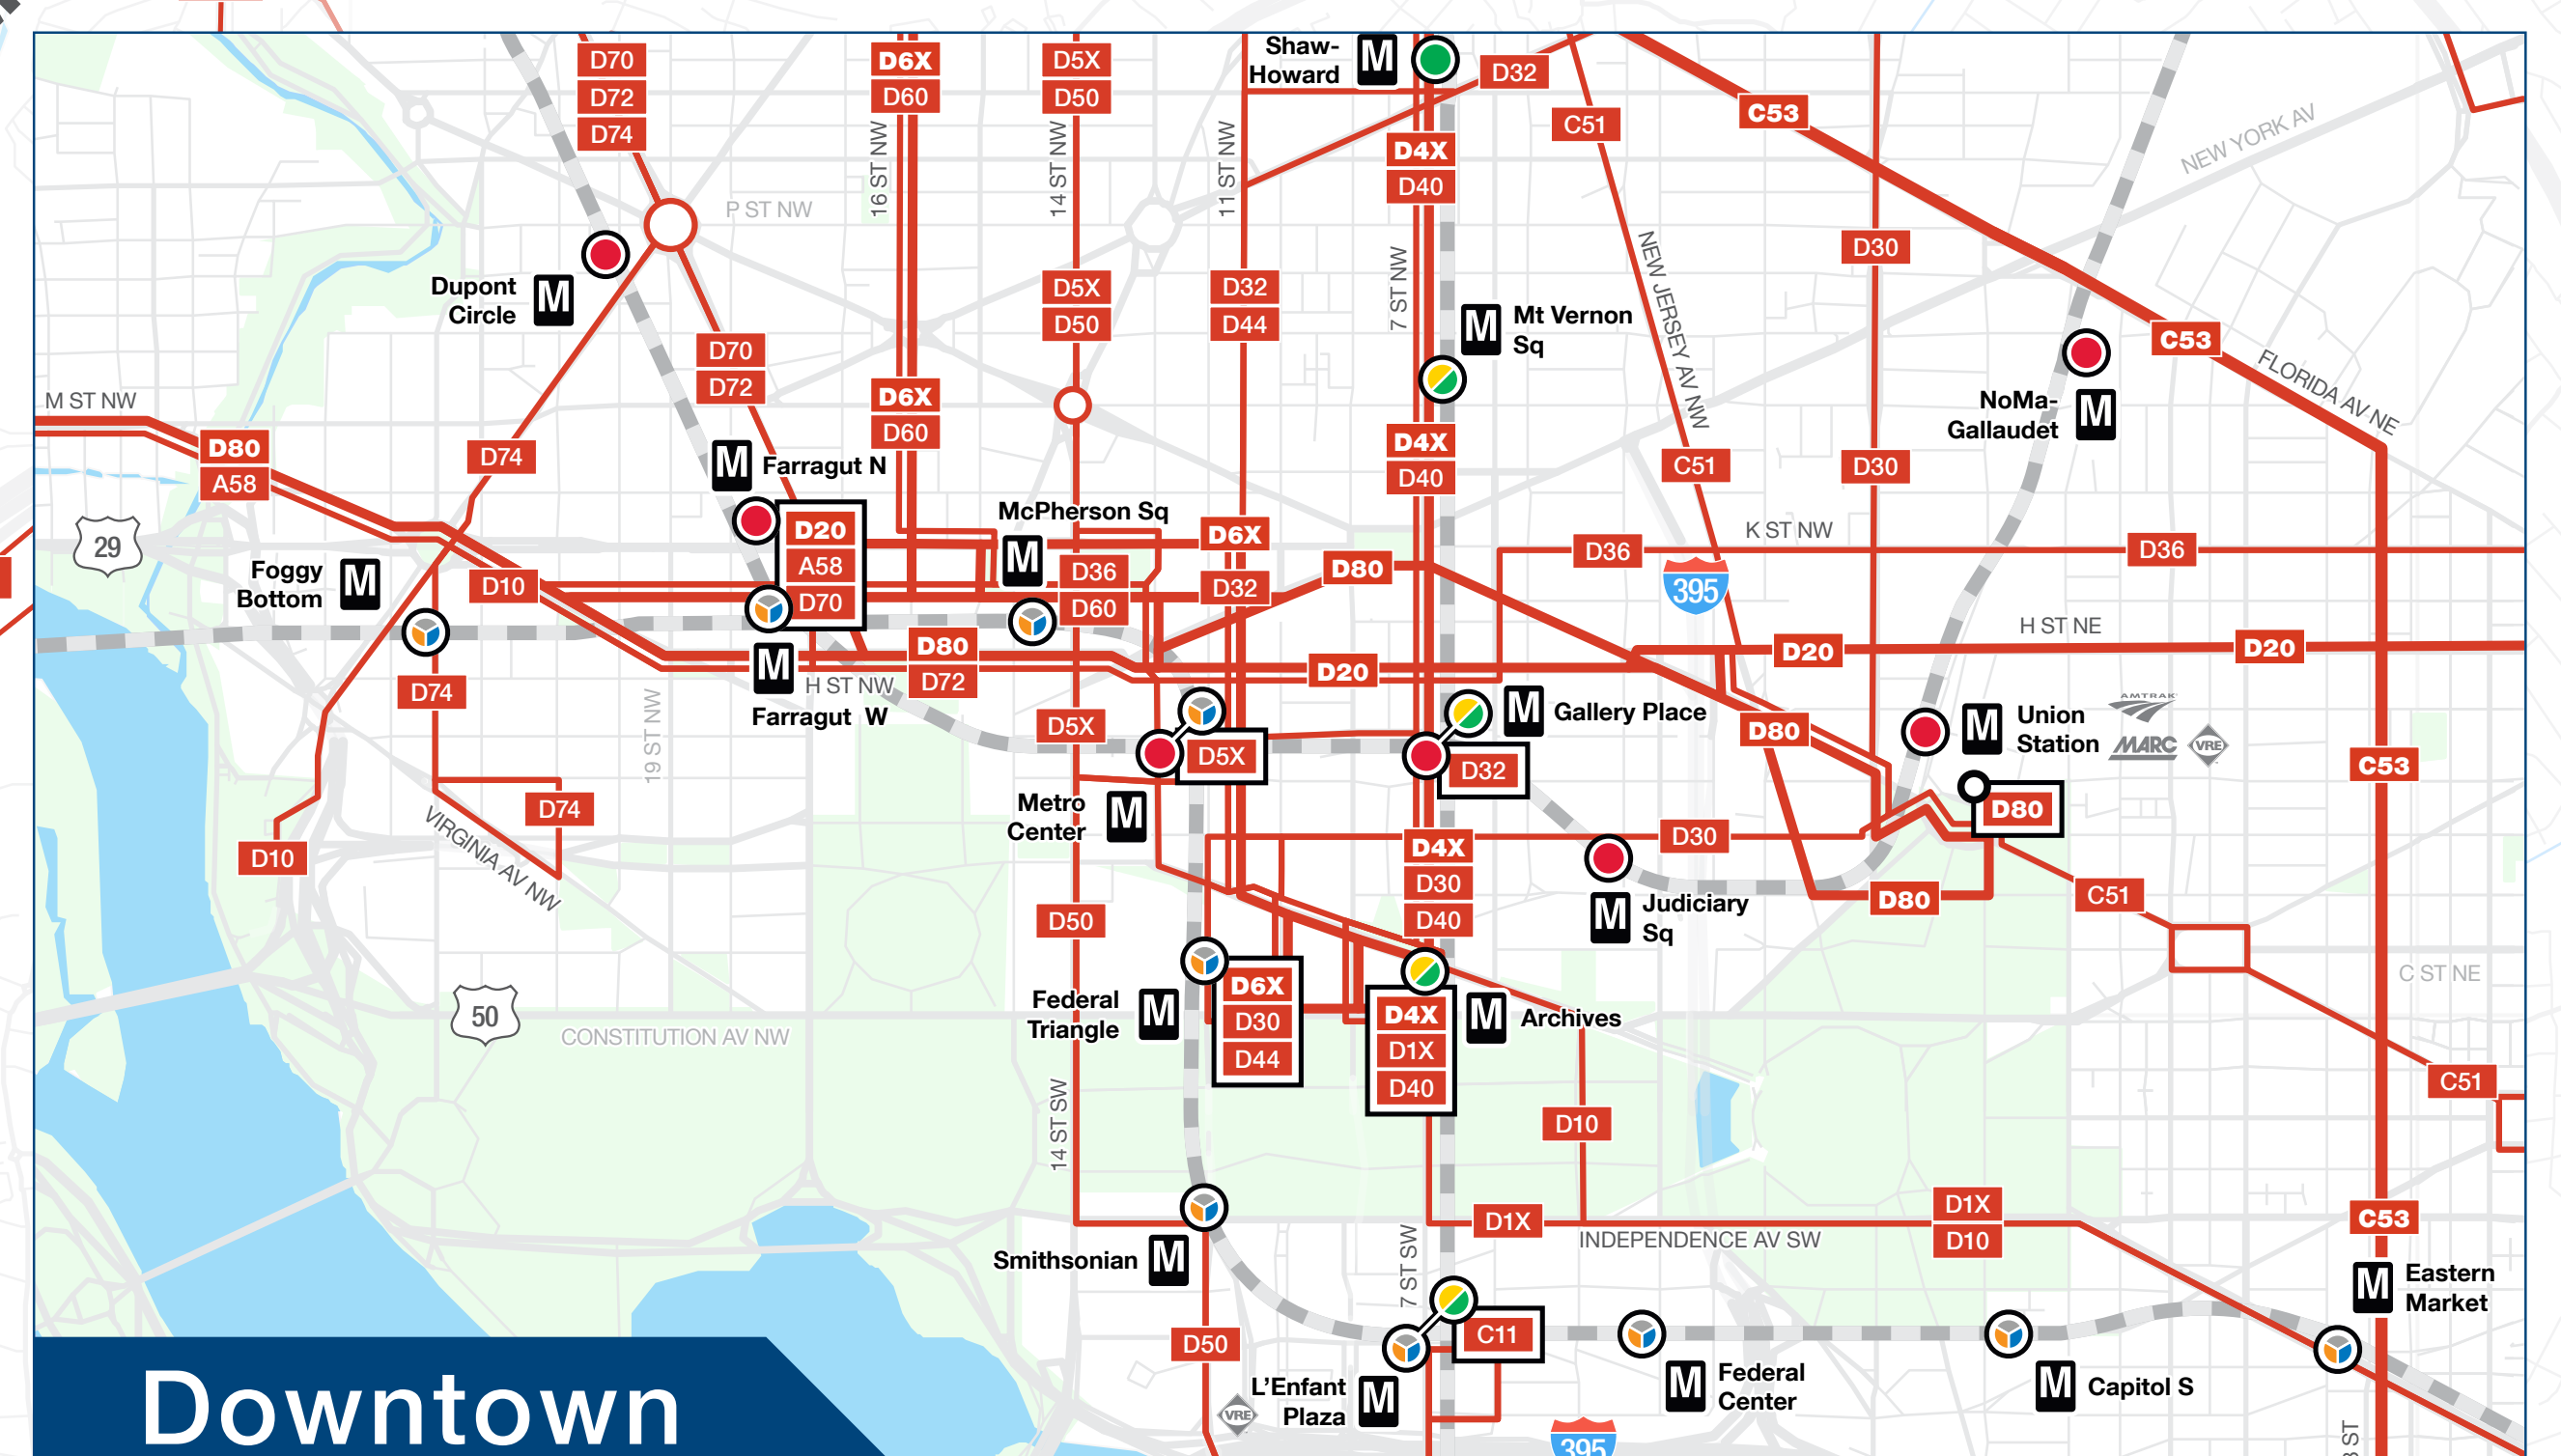 D70
D72
D74
D6X
D60
D5X
D50
Shaw-
Howard
M
D32
C51
C53
D4X
D40
16 ST NW
14 ST NW
11 ST NW
P ST NW
NEW YORK AV
D30
Dupont
Circle
M
D5X
D50
D32
D44
7 ST NW
M
Mt Vernon
Sq
NEW JERSEY AV NW
C53
FLORIDA AV NE
D70
D72
D6X
D60
M ST NW
D80
A58
D74
NoMa-
Gallaudet
M
D4X
D40
C51
D30
M
Farragut N
McPherson Sq
M
D20
A58
D70
D6X
D36
D60
D32
D80
K ST NW
D36
D36
395
29
Foggy
Bottom
M
D10
D80
D72
M
H ST NW
Farragut W
D20
H ST NE
D20
D20
D74
19 ST NW
D5X
D5X
M
Gallery Place
D32
D80
M
Union
Station
AMTRAK
MARC
VRE
C53
D80
Metro
Center
M
D74
VIRGINIA AV NW
D10
D4X
D30
D40
D30
M
Judiciary
Sq
D80
C51
D50
C ST NE
50
CONSTITUTION AV NW
Federal
Triangle
M
D6X
D30
D44
D4X
D1X
D40
M
Archives
C51
14 ST SW
D10
D1X
D1X
D10
INDEPENDENCE AV SW
C53
Smithsonian
M
7 ST SW
M
Eastern
Market
D50
C11
VRE
L'Enfant
Plaza
M
M
Federal
Center
M
Capitol S
395
ST
Downtown